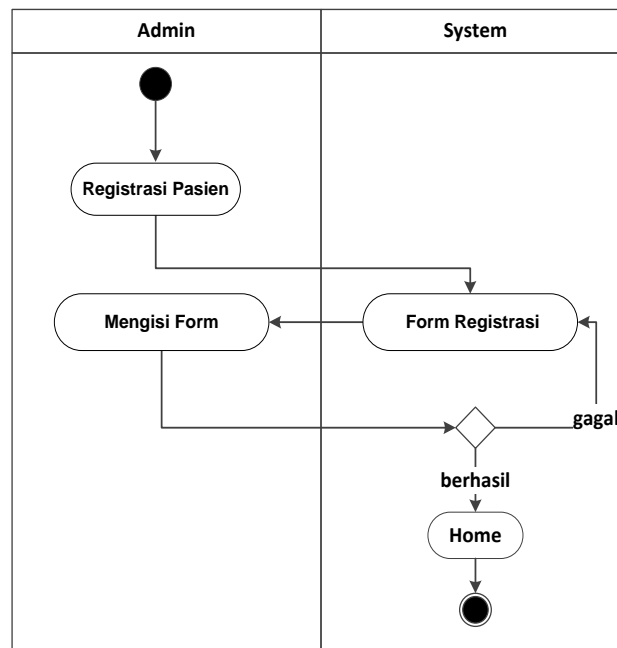 Admin
System
Registrasi Pasien
Mengisi Form
Form Registrasi
gagal
berhasil
Home